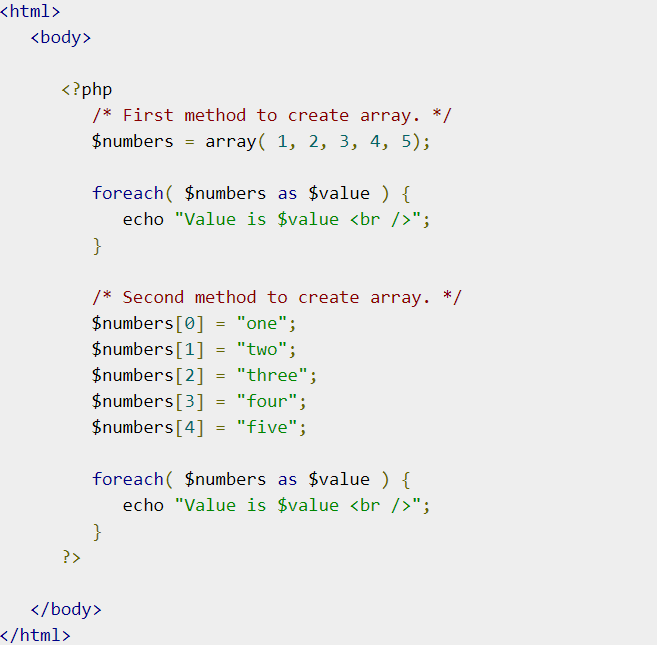 <html>
<body>
<?php
/* First method to create array. */
$numbers = array( 1, 2, 3, 4, 5);
foreach( $numbers as $value ) {
echo "Value is $value <br />";
}
/* Second method to create array. */
$numbers[0] = "one";
$numbers[1] = "two";
$numbers[2] = "three";
$numbers[3] = "four";
$numbers[4] = "five";
foreach( $numbers as $value ) {
echo "Value is $value <br />";
}
?>
</body>
</html>